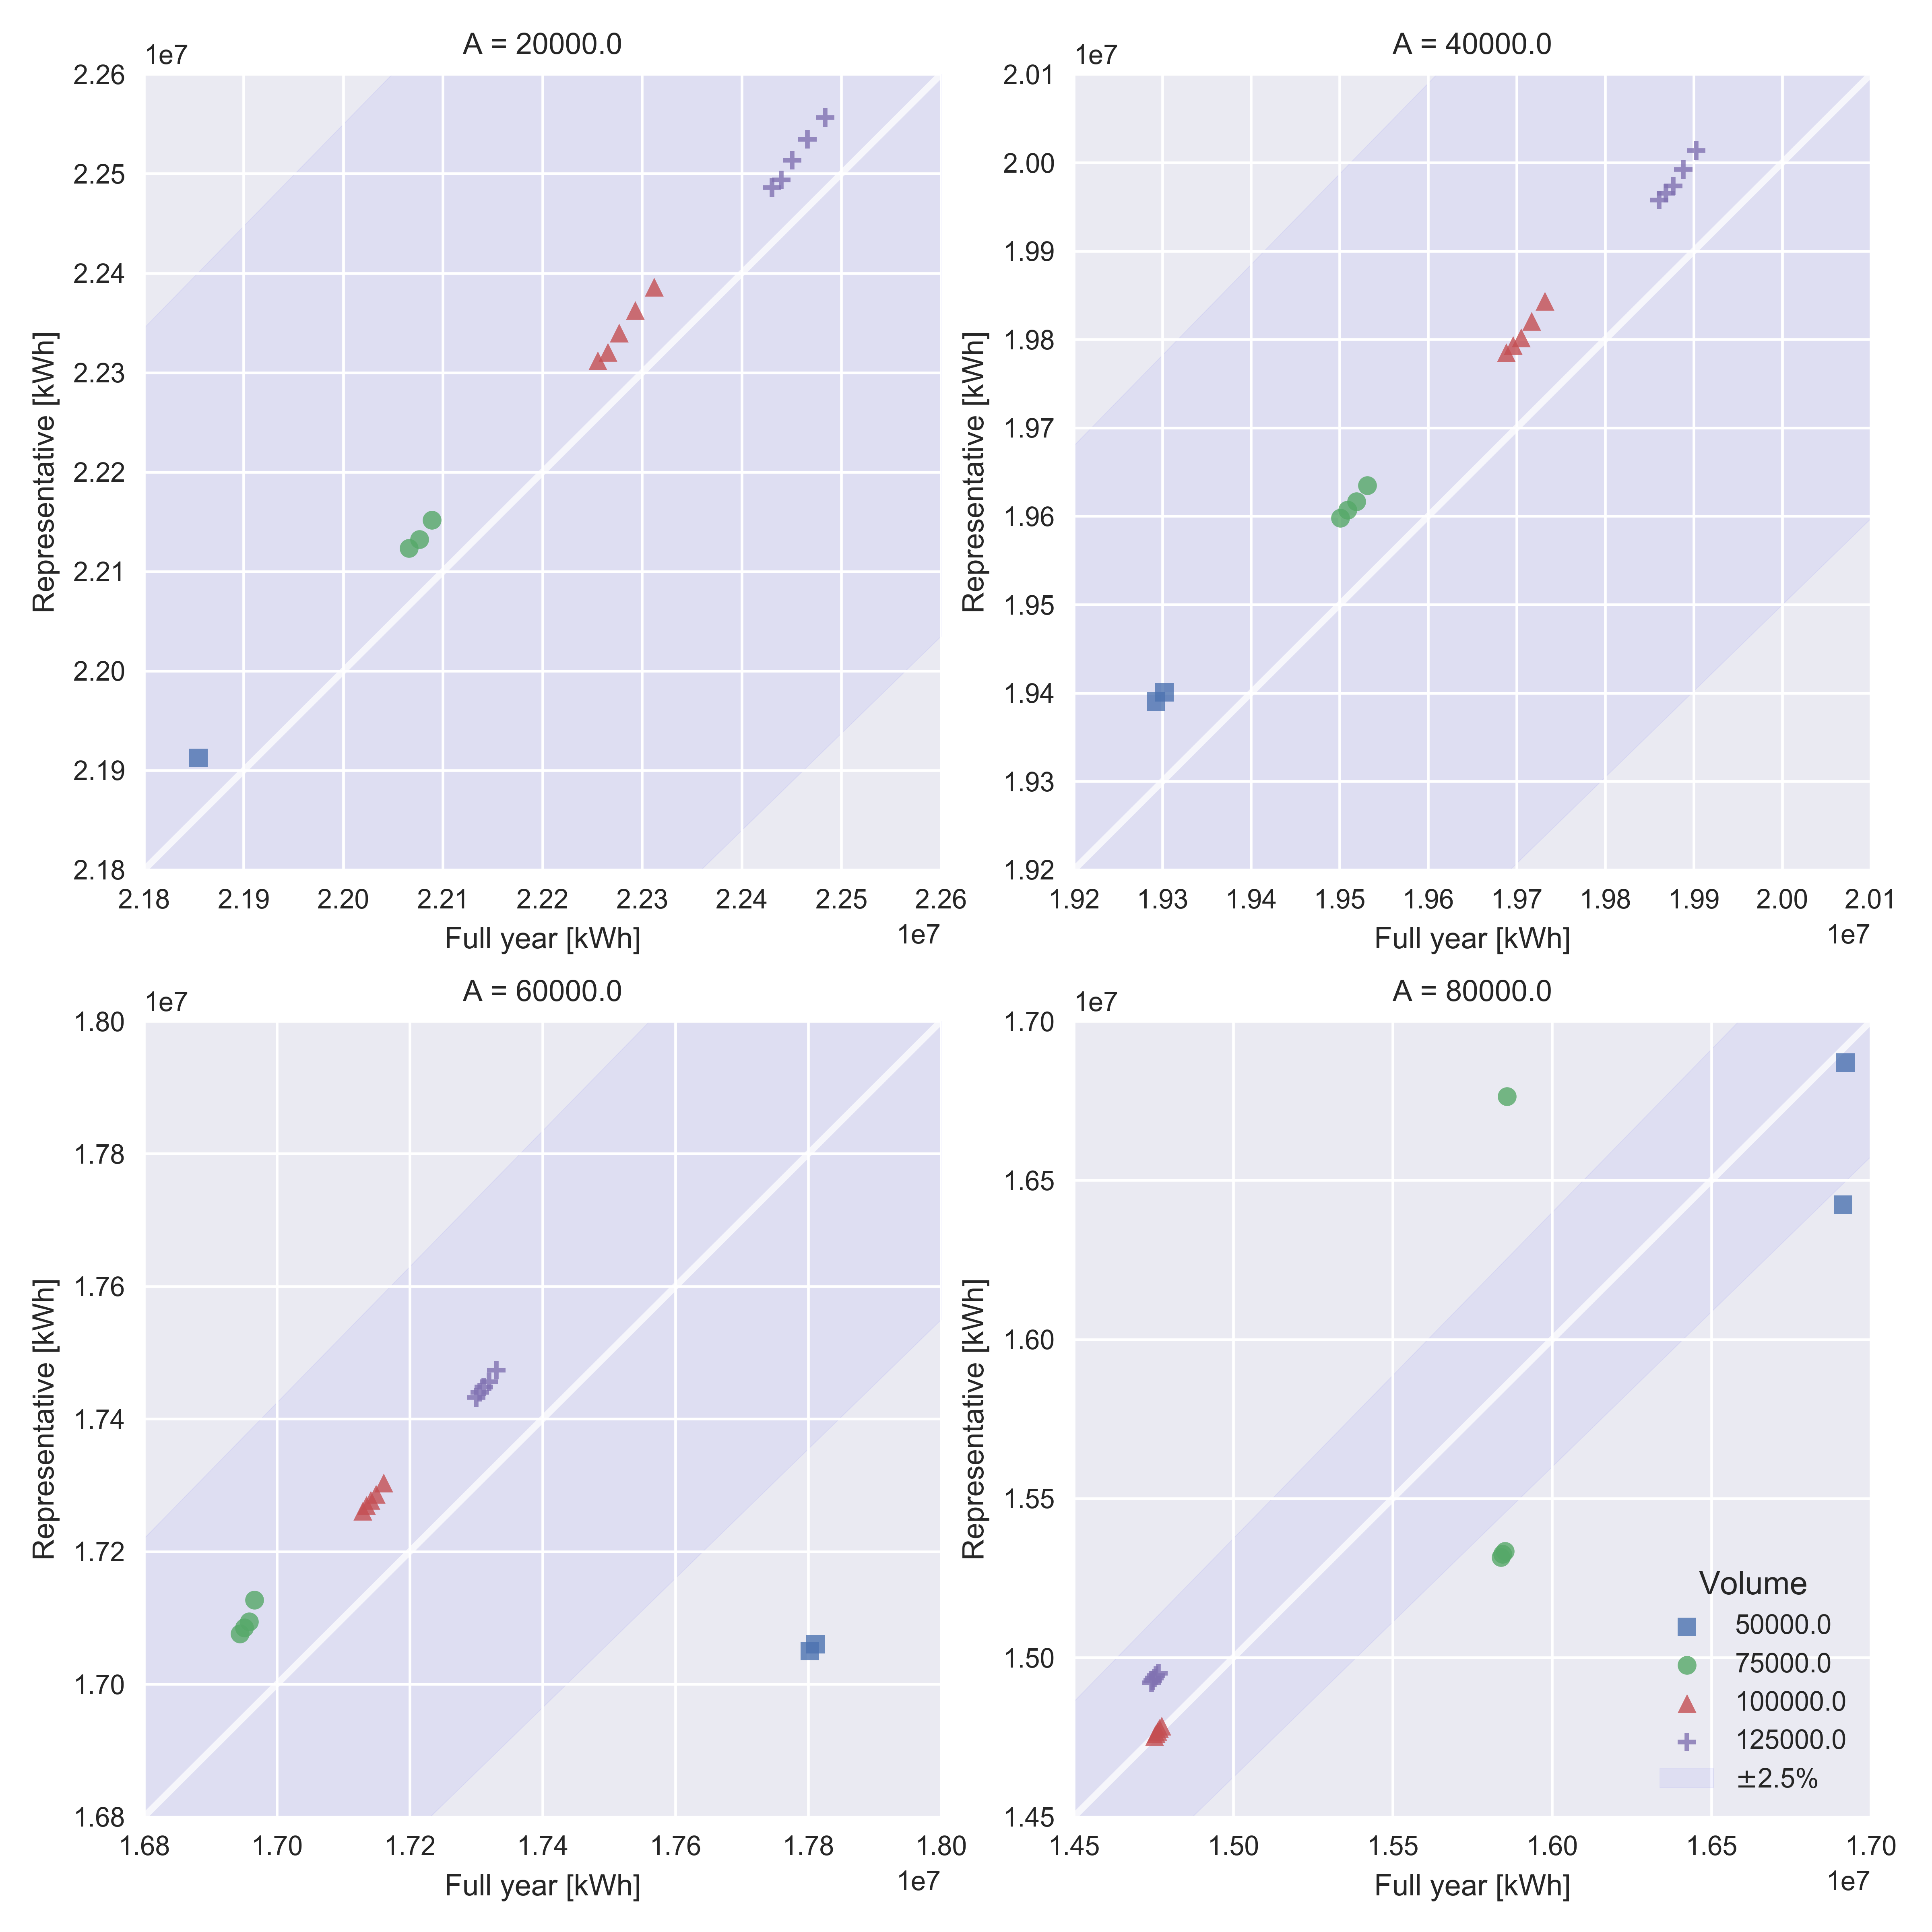 A = 20000.0
1e7
2.26
2.25
2.24
2.23
2.22
2.21
2.20
2.19
2.18
Representative [kWh]
2.18 2.19 2.20 2.21 2.22 2.23 2.24 2.25 2.26
1e7
Full year [kWh]
A = 40000.0
1e7
2.01
2.00
1.99
1.98
1.97
1.96
1.95
1.94
1.93
1.92
Representative [kWh]
1.92 1.93 1.94 1.95 1.96 1.97 1.98 1.99 2.00 2.01
1e7
Full year [kWh]
A = 60000.0
1e7
1.80
1.78
1.76
1.74
1.72
1.70
1.68
Representative [kWh]
1.68 1.70 1.72 1.74 1.76 1.78 1.80
1e7
Full year [kWh]
A = 80000.0
1e7
1.70
1.65
1.60
1.55
1.50
1.45
Representative [kWh]
Volume
50000.0
75000.0
100000.0
125000.0
±2.5%
1.45 1.50 1.55 1.60 1.65 1.70
1e7
Full year [kWh]